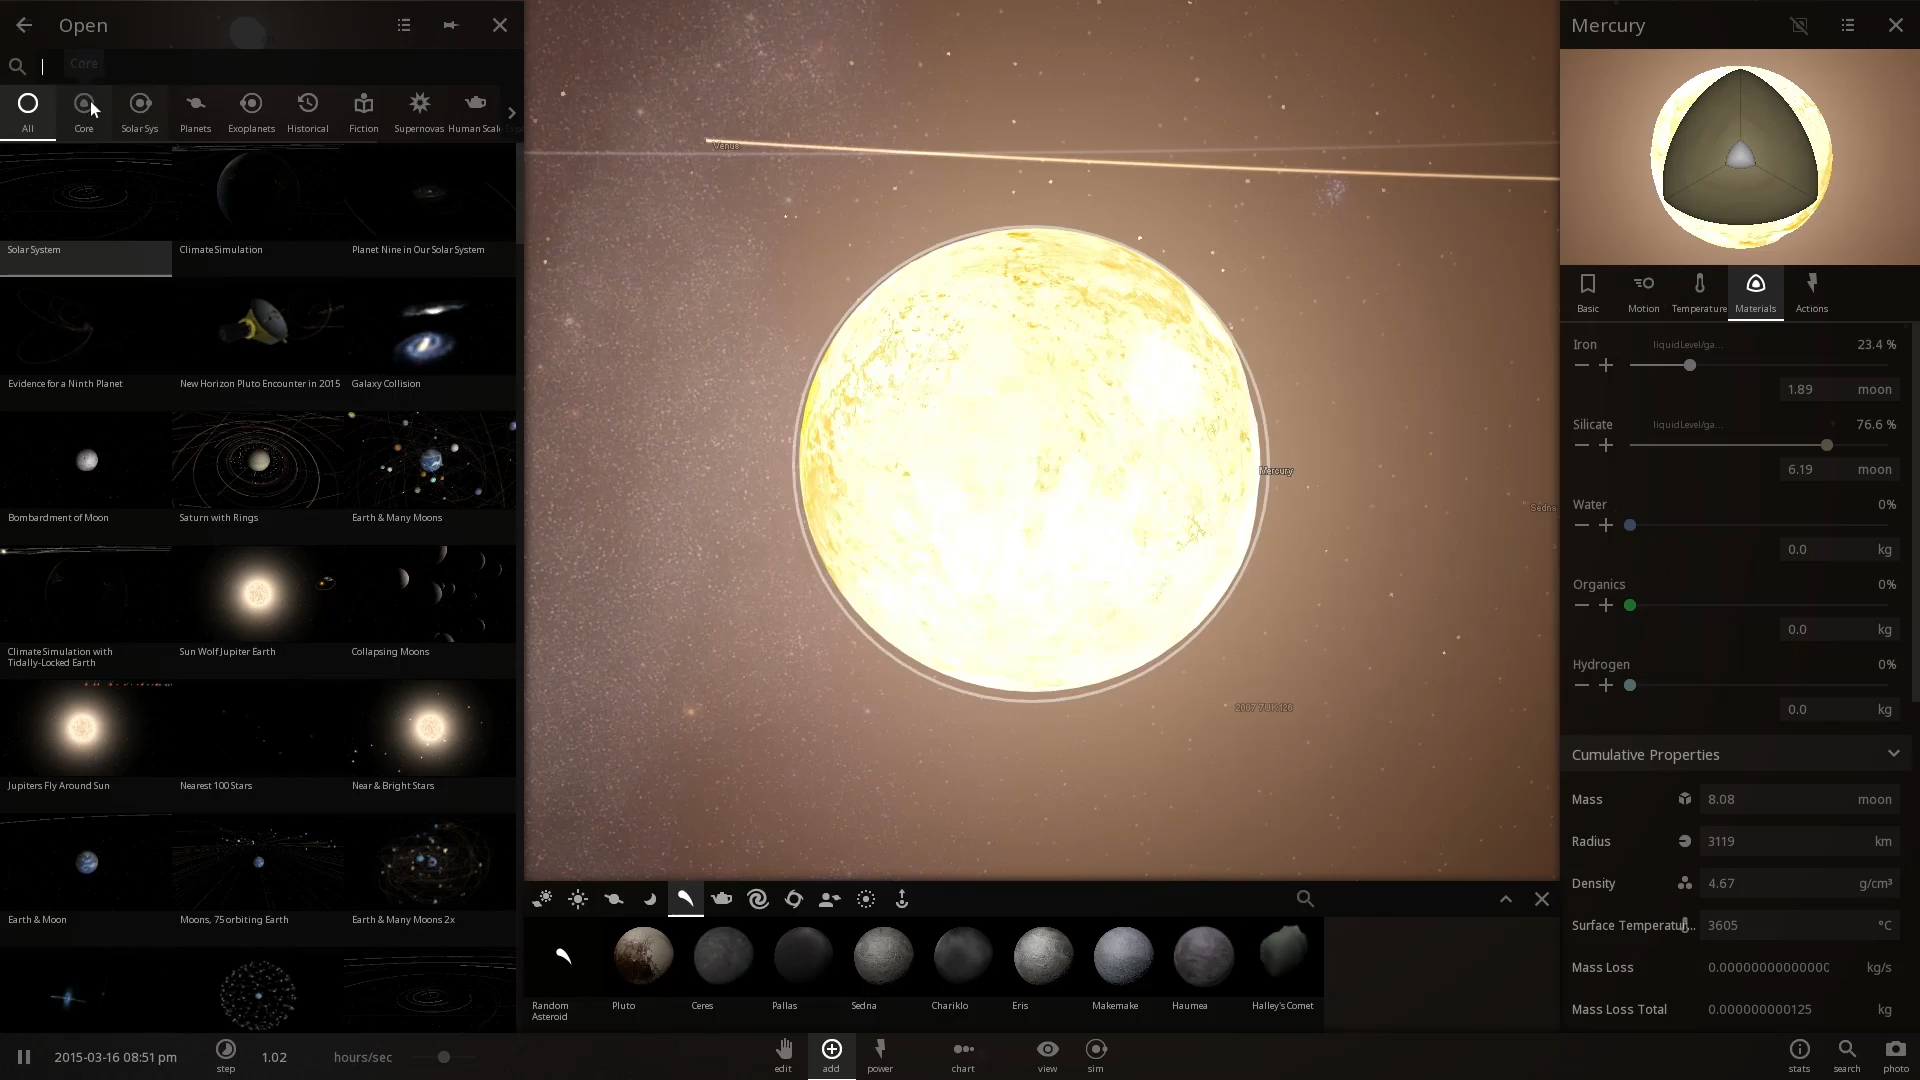 Open
Core
All
Core
Solar Sys
Planets
Exoplanets
Historical
Fiction
Supernovas
Human Scale
Solar System
Climate Simulation
Planet Nine in Our Solar System
Evidence for a Ninth Planet
New Horizon Pluto Encounter in 2015
Galaxy Collision
Bombardment of Moon
Saturn with Rings
Earth & Many Moons
Climate Simulation with
Tidally-Locked Earth
Sun Wolf Jupiter Earth
Collapsing Moons
Jupiters Fly Around Sun
Nearest 100 Stars
Near & Bright Stars
Earth & Moon
Moons, 75 orbiting Earth
Earth & Many Moons 2x
Venus
Mercury
Sedna
Random
Asteroid
Pluto
Ceres
Pallas
Sedna
Chariklo
Eris
Makemake
Haumea
Halley's Comet
Mercury
Basic
Motion
Temperature
Materials
Actions
Iron liquidLevel/ga... 23.4 %
1.89 moon
Silicate liquidLevel/ga... 76.6 %
6.19 moon
Water 0%
0.0 kg
Organics 0%
0.0 kg
Hydrogen 0%
0.0 kg
Cumulative Properties
Mass 8.08 moon
Radius 3119 km
Density 4.67 g/cm³
Surface Temperatur... 3605 °C
Mass Loss 0.00000000000000 kg/s
Mass Loss Total 0.000000000125 kg
2015-03-16 08:51 pm
step
1.02 hours/sec
edit
add
power
chart
view
sim
stats
search
photo